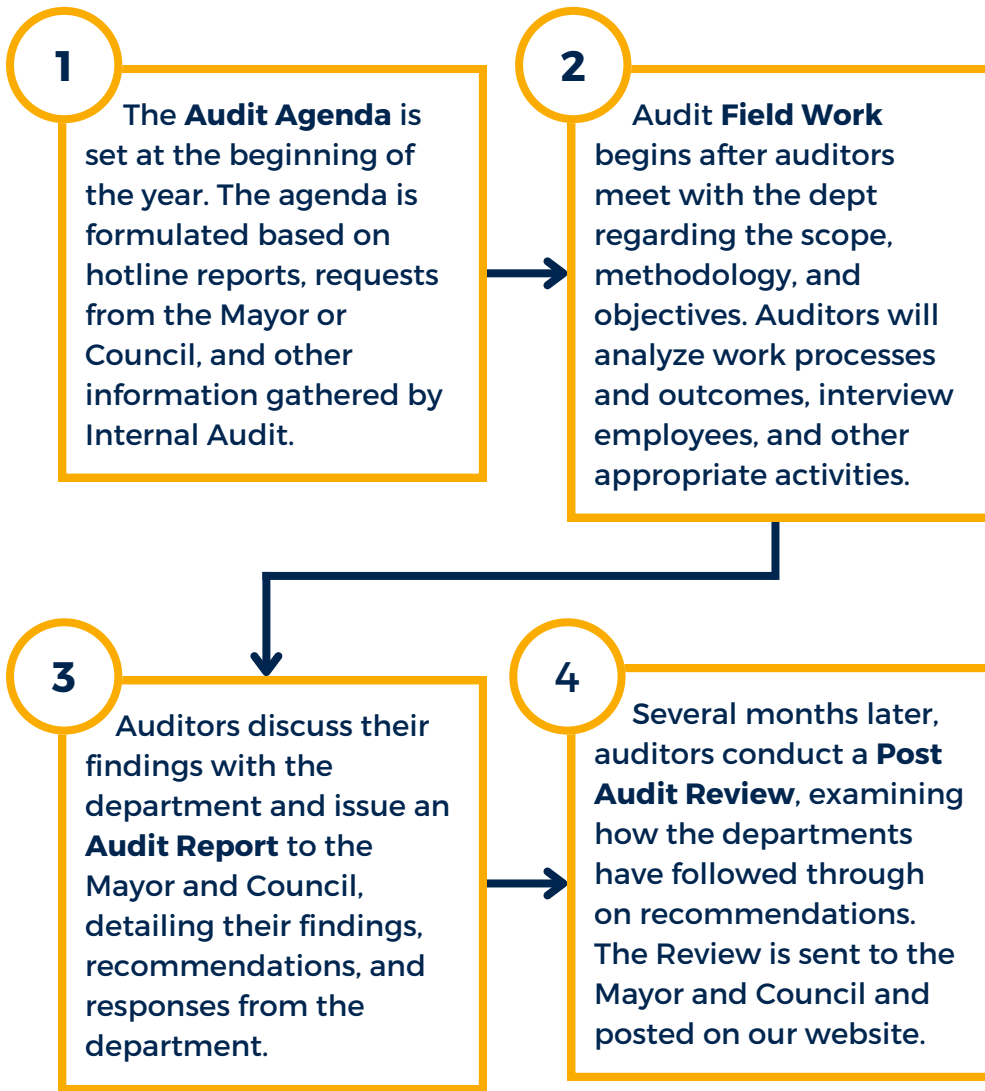 1
The Audit Agenda is
set at the beginning of
the year. The agenda is
formulated based on
hotline reports, requests
from the Mayor or
Council, and other
information gathered by
Internal Audit.
2
Audit Field Work
begins after auditors
meet with the dept
regarding the scope,
methodology, and
objectives. Auditors will
analyze work processes
and outcomes, interview
employees, and other
appropriate activities.
3
Auditors discuss their
findings with the
department and issue an
Audit Report to the
Mayor and Council,
detailing their findings,
recommendations, and
responses from the
department.
4
Several months later,
auditors conduct a Post
Audit Review, examining
how the departments
have followed through
on recommendations.
The Review is sent to the
Mayor and Council and
posted on our website.